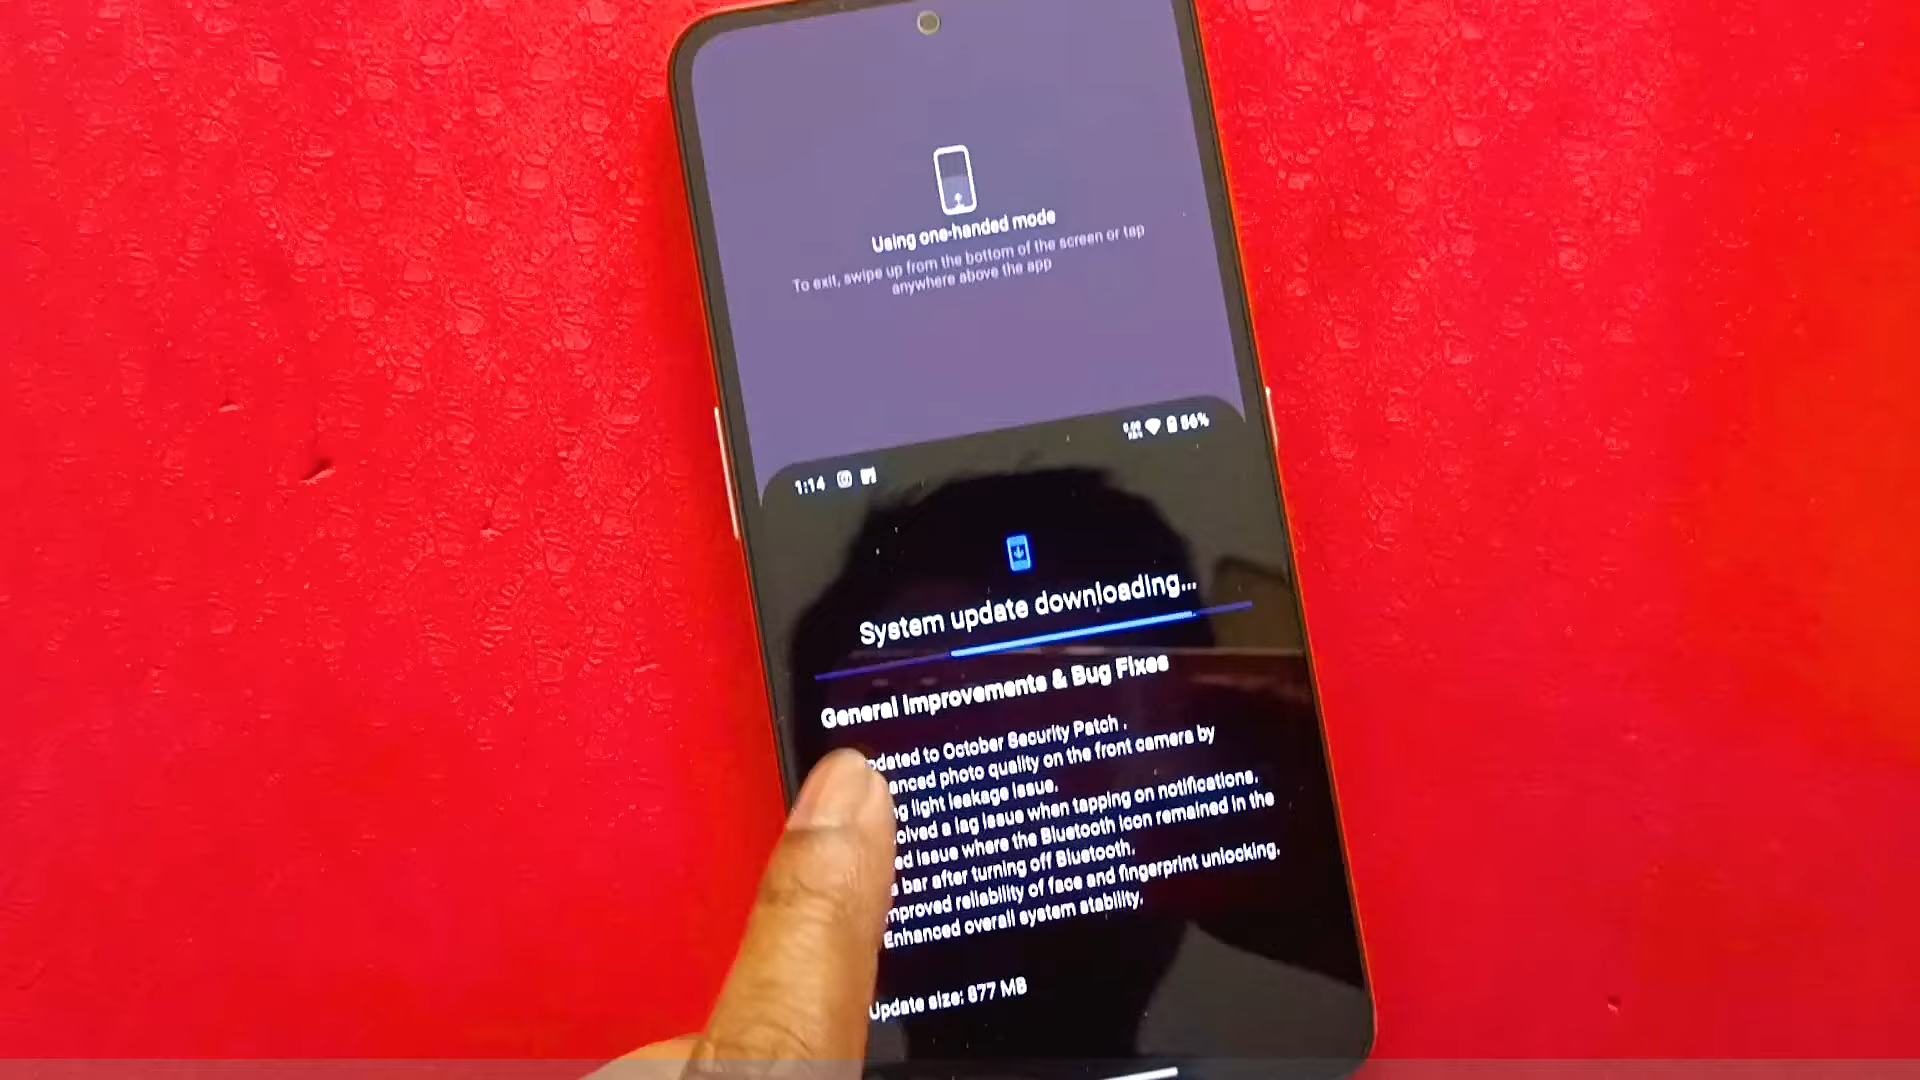 Using one-handed mode
To exit, swipe up from the bottom of the screen or tap
anywhere above the app
1:14
56%
System update downloading...
General Improvements & Bug Fixes
pdated to October Security Patch .
anced photo quality on the front camera by
g light leakage issue.
olved a lag issue when tapping on notifications.
ed issue where the Bluetooth icon remained in the
bar after turning off Bluetooth.
mproved reliability of face and fingerprint unlocking.
Enhanced overall system stability.
Update size: 877 MB